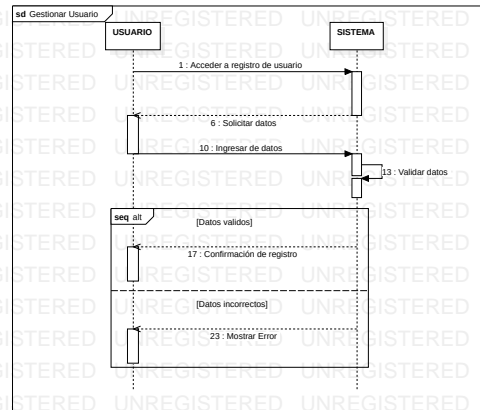 sd Gestionar Usuario
USUARIO
SISTEMA
1 : Acceder a registro de usuario
6 : Solicitar datos
10 : Ingresar de datos
13 : Validar datos
seq alt
[Datos validos]
17 : Confirmación de registro
[Datos incorrectos]
23 : Mostrar Error
UNREGISTERED